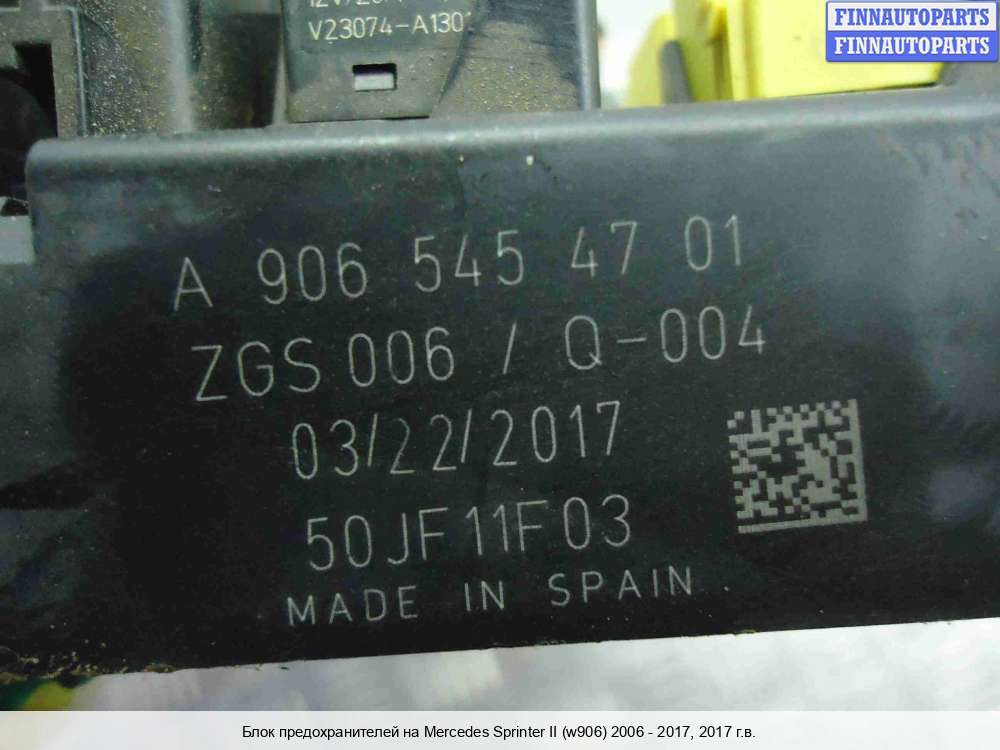 V23074-A130
FINNAUTOPARTS
FINNAUTOPARTS
A 906 545 47 01
ZGS 006 / Q-004
03/22/2017
50JF11F03
MADE IN SPAIN
Блок предохранителей на Mercedes Sprinter II (w906) 2006 - 2017, 2017 г.в.